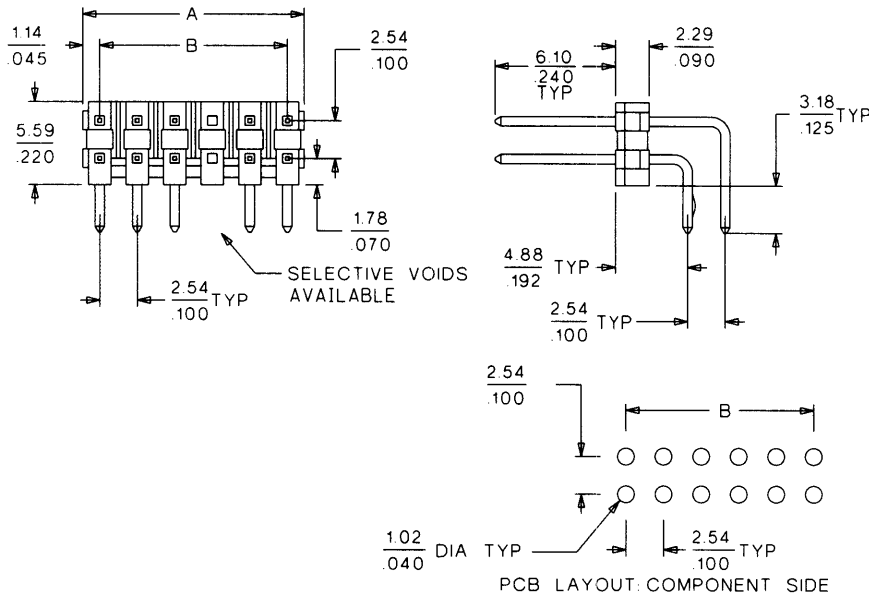 A
1.14
.045
B
2.54
.100
5.59
.220
1.78
.070
2.54 TYP
.100
SELECTIVE VOIDS
AVAILABLE
6.10
.240
TYP
2.29
.090
3.18 TYP
.125
4.88 TYP
.192
2.54 TYP
.100
2.54
.100
B
1.02 DIA TYP
.040
2.54 TYP
.100
PCB LAYOUT: COMPONENT SIDE